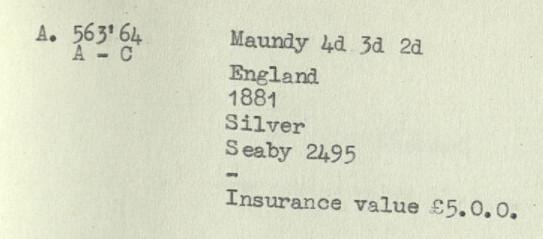 A. 563'64 Maundy 4d 3d 2d
A - C
England
1881
Silver
Seaby 2495
-
Insurance value £5.0.0.